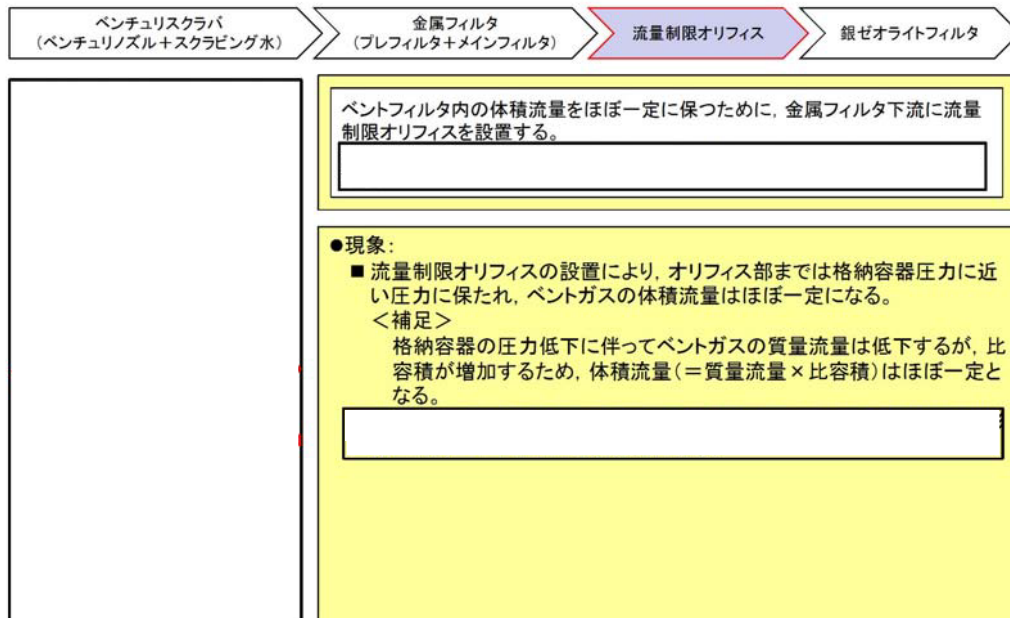 ベンチュリスクラバ
（ベンチュリノズル＋スクラビング水）
金属フィルタ
（プレフィルタ＋メインフィルタ）
流量制限オリフィス
銀ゼオライトフィルタ
ベントフィルタ内の体積流量をほぼ一定に保つために，金属フィルタ下流に流量
制限オリフィスを設置する。
●現象：
■ 流量制限オリフィスの設置により，オリフィス部までは格納容器圧力に近
い圧力に保たれ，ベントガスの体積流量はほぼ一定になる。
＜補足＞
格納容器の圧力低下に伴ってベントガスの質量流量は低下するが，比
容積が増加するため，体積流量（＝質量流量×比容積）はほぼ一定と
なる。